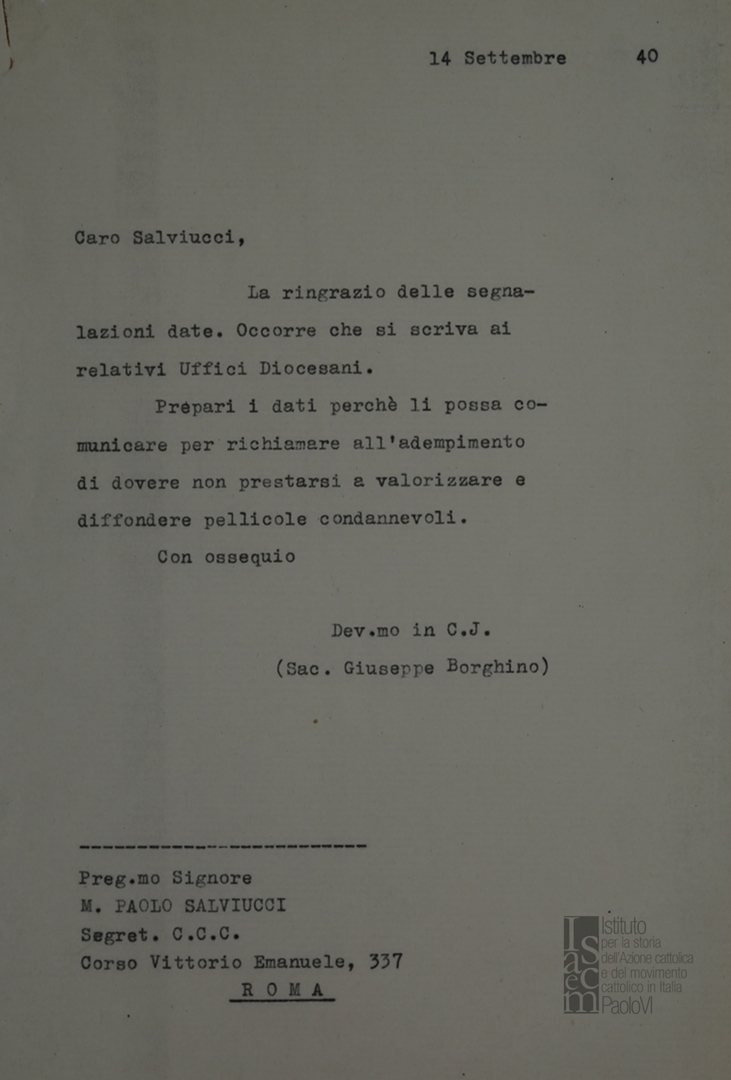 14 Settembre 40
Caro Salviucci,
La ringrazio delle segna-
lazioni date. Occorre che si scriva ai
relativi Uffici Diocesani.
Prepari i dati perchè li possa co-
municare per richiamare all'adempimento
di dovere non prestarsi a valorizzare e
diffondere pellicole condannevoli.
Con ossequio
Dev.mo in C.J.
(Sac. Giuseppe Borghino)
Preg.mo Signore
M. PAOLO SALVIUCCI
Segret. C.C.C.
Corso Vittorio Emanuele, 337
R O M A
Isacem
Istituto
per la storia
dell'Azione cattolica
e del movimento
cattolico in Italia
PaoloVI